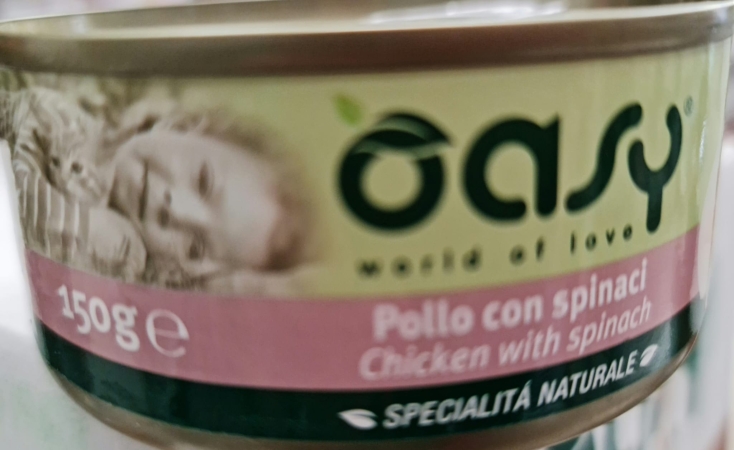 oasy®
world of love
150g ℮
Pollo con spinaci
Chicken with spinach
SPECIALITÁ NATURALE